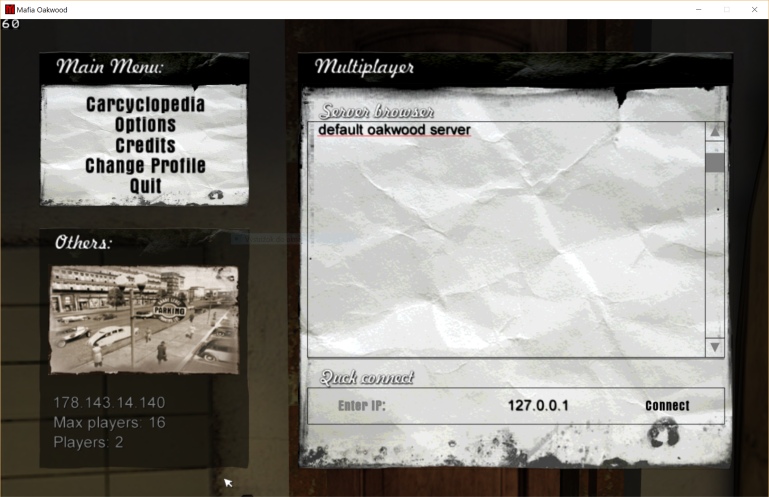 Mafia Oakwood
60
Main Menu:
Carcyclopedia
Options
Credits
Change Profile
Quit
Others:
PARKING
178.143.14.140
Max players: 16
Players: 2
Multiplayer
Server browser
default oakwood server
Quck connect
Enter IP:
127.0.0.1
Connect